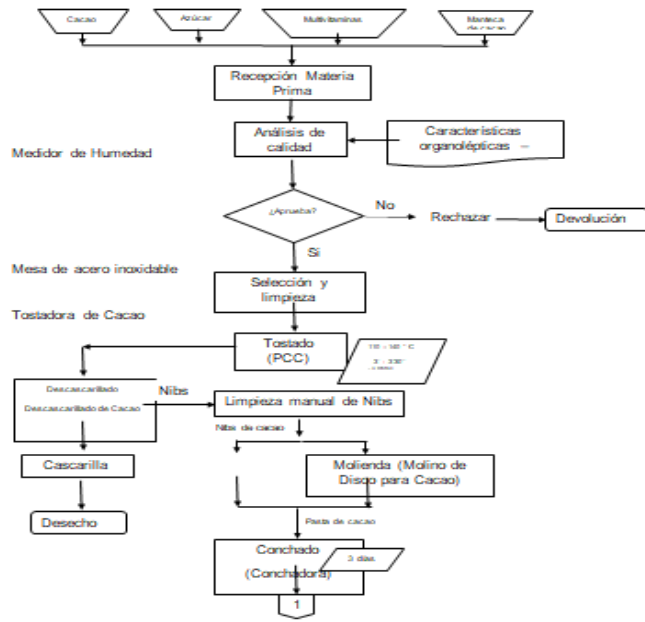 Cacao
Azúcar
Multivitaminas
Manteca
de cacao
Recepción Materia
Prima
Análisis de
calidad
Características
organolépticas –
Medidor de Humedad
¿Aprueba?
No
Rechazar
Devolución
Si
Mesa de acero inoxidable
Selección y
limpieza
Tostadora de Cacao
Tostado
(PCC)
Descascarillado
Descascarillado de Cacao
Nibs
Limpieza manual de Nibs
Nibs de cacao
Cascarilla
Molienda (Molino de
Disco para Cacao)
Desecho
Pasta de cacao
Conchado
(Conchadora)
3 días
1